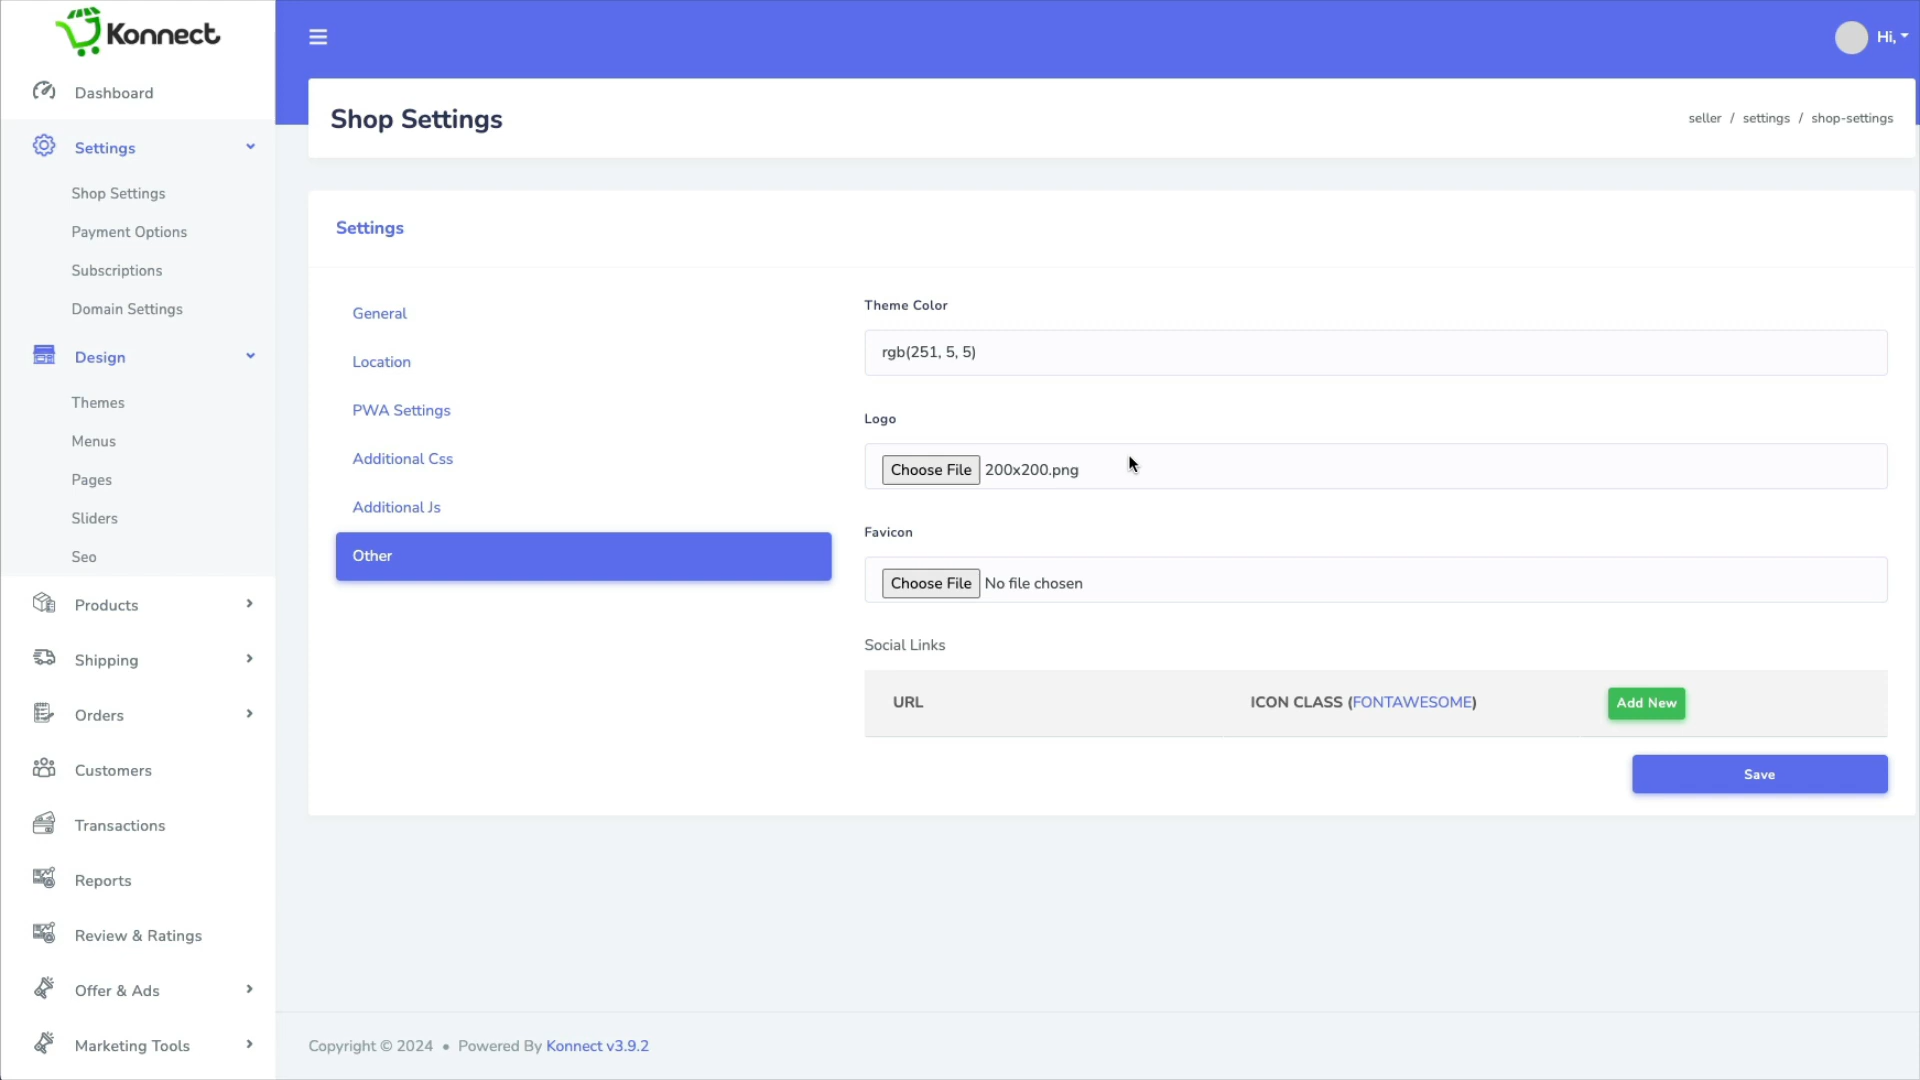 Konnect
Hi,
Dashboard
Settings
Shop Settings
Payment Options
Subscriptions
Domain Settings
Design
Themes
Menus
Pages
Sliders
Seo
Products
Shipping
Orders
Customers
Transactions
Reports
Review & Ratings
Offer & Ads
Marketing Tools
Shop Settings
seller / settings / shop-settings
Settings
General
Location
PWA Settings
Additional Css
Additional Js
Other
Theme Color
rgb(251, 5, 5)
Logo
Choose File 200x200.png
Favicon
Choose File No file chosen
Social Links
URL ICON CLASS (FONTAWESOME) Add New
Save
Copyright © 2024 • Powered By Konnect v3.9.2